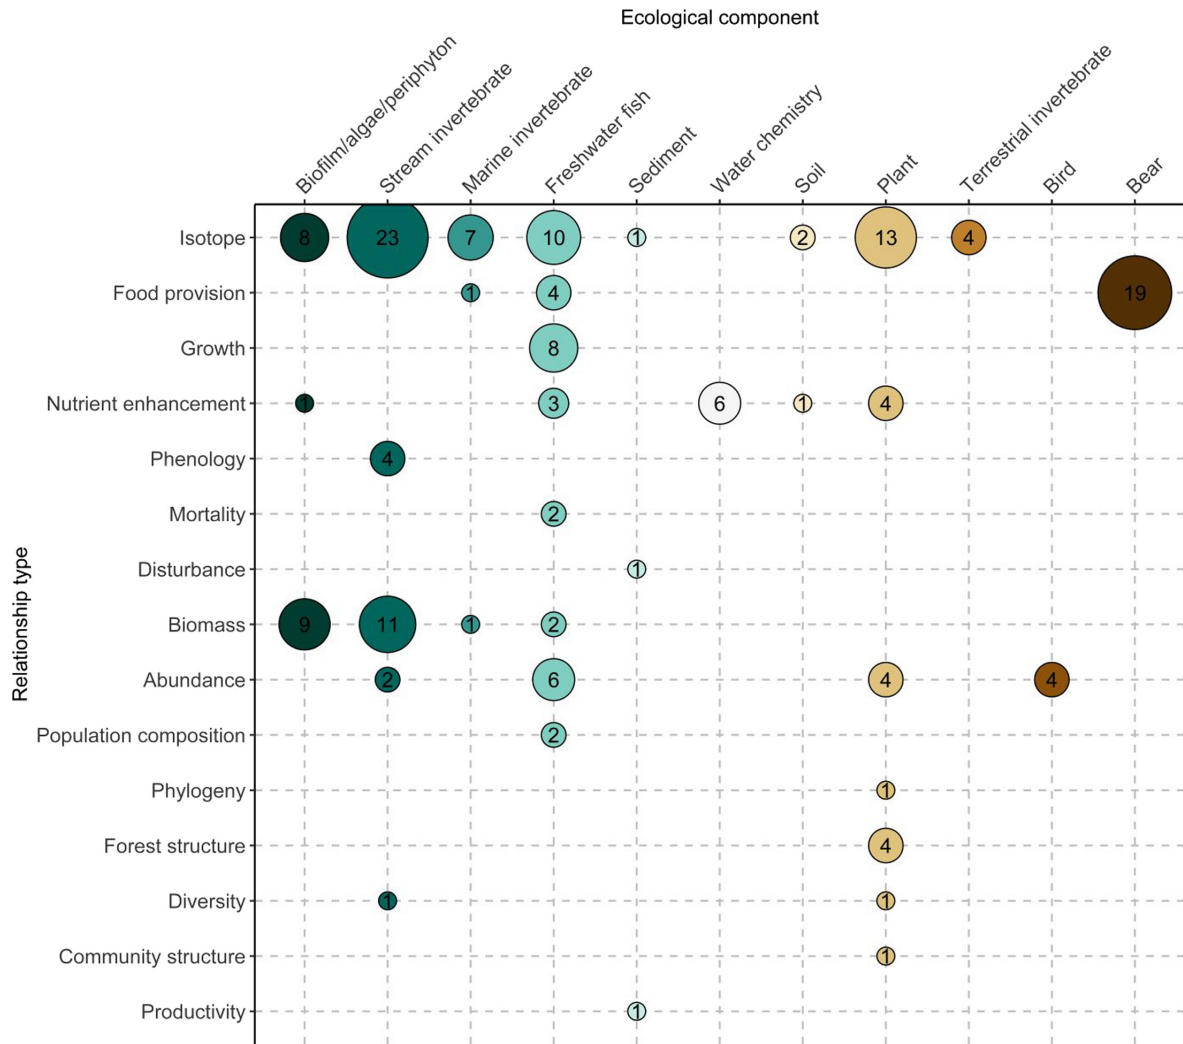 Ecological component
Biofilm/algae/periphyton
Stream invertebrate
Marine invertebrate
Freshwater fish
Sediment
Water chemistry
Soil
Plant
Terrestrial invertebrate
Bird
Bear
Relationship type
Isotope 8 23 7 10 1 2 13 4
Food provision 1 4 19
Growth 8
Nutrient enhancement 1 3 6 1 4
Phenology 4
Mortality 2
Disturbance 1
Biomass 9 11 1 2
Abundance 2 6 4 4
Population composition 2
Phylogeny 1
Forest structure 4
Diversity 1 1
Community structure 1
Productivity 1